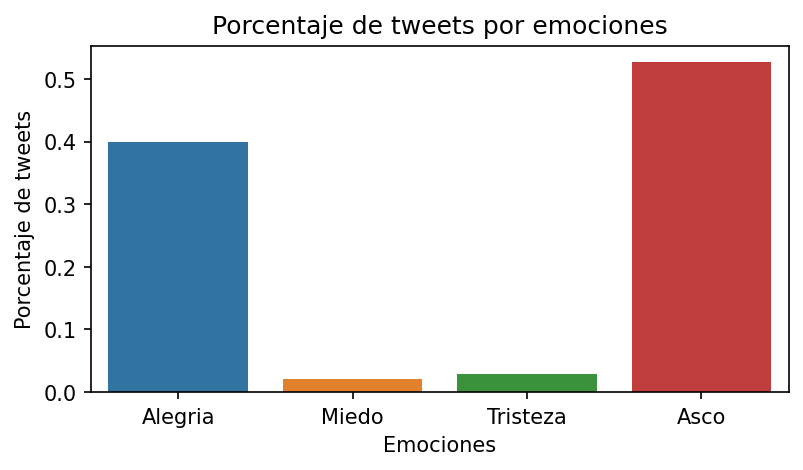 Porcentaje de tweets por emociones
Porcentaje de tweets
0.5
0.4
0.3
0.2
0.1
0.0
Alegria Miedo Tristeza Asco
Emociones